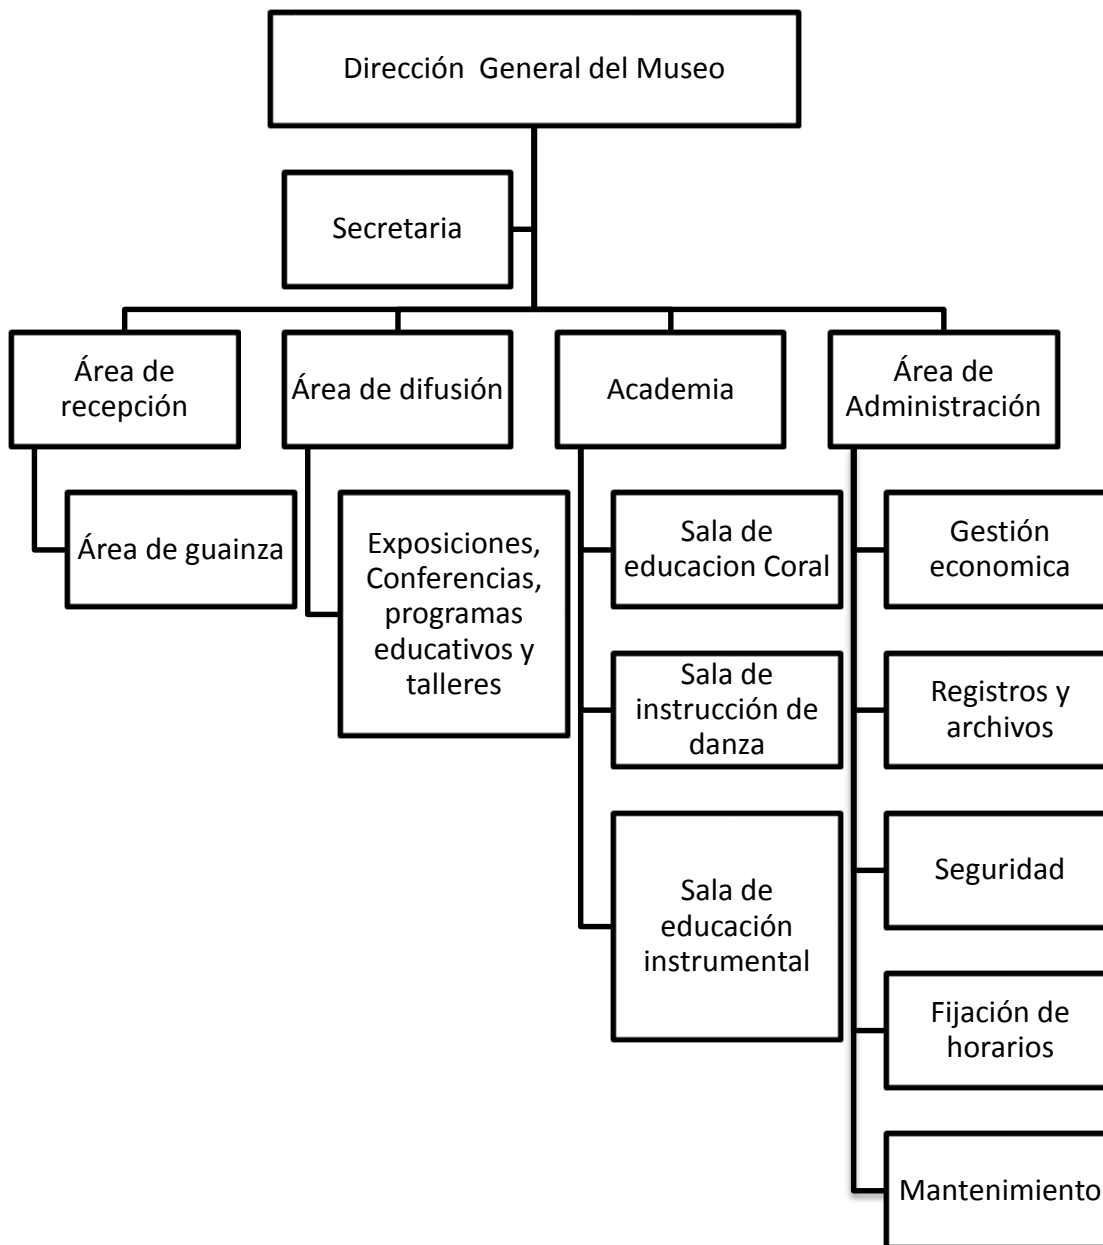 Dirección  General del Museo
Secretaria
Área de
recepción
Área de difusión
Academia
Área de
Administración
Área de guainza
Exposiciones,
Conferencias,
programas
educativos y
talleres
Sala de
educacion Coral
Sala de
instrucción de
danza
Sala de
educación
instrumental
Gestión
economica
Registros y
archivos
Seguridad
Fijación de
horarios
Mantenimiento